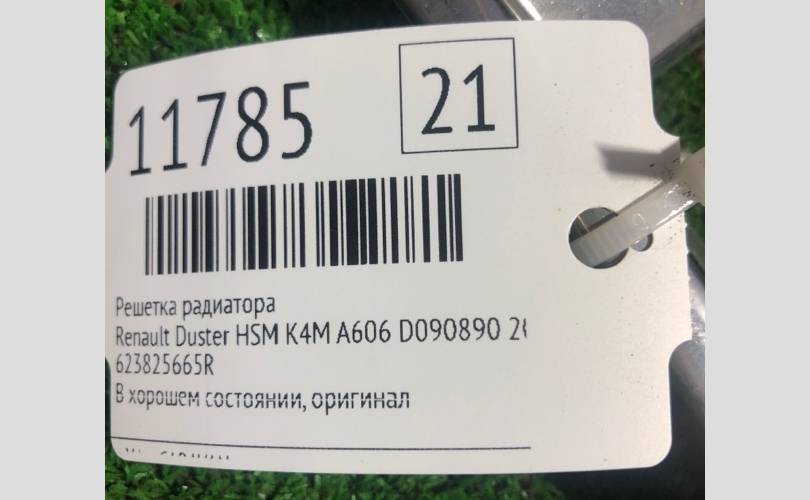 11785
21
Решетка радиатора
Renault Duster HSM K4M A606 D090890
623825665R
В хорошем состоянии, оригинал